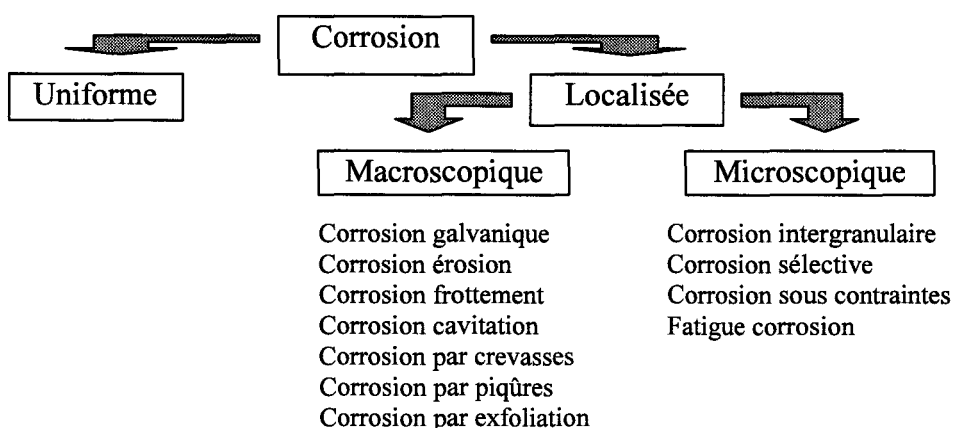 Corrosion
Uniforme
Localisée
Macroscopique
Microscopique
Corrosion galvanique
Corrosion érosion
Corrosion frottement
Corrosion cavitation
Corrosion par crevasses
Corrosion par piqûres
Corrosion par exfoliation
Corrosion intergranulaire
Corrosion sélective
Corrosion sous contraintes
Fatigue corrosion